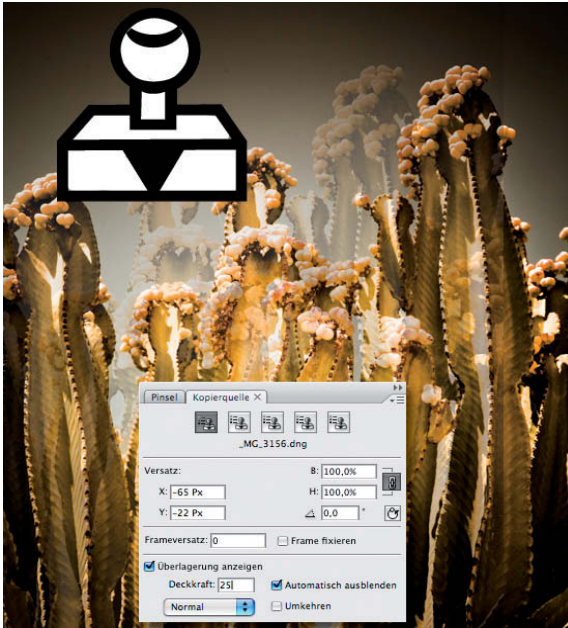 Pinsel Kopierquelle
_MG_3156.dng
Versatz: B: 100,0%
X: -65 Px H: 100,0%
Y: -22 Px 0,0 °
Frameversatz: 0 Frame fixieren
Überlagerung anzeigen
Deckkraft: 25 Automatisch ausblenden
Normal Umkehren